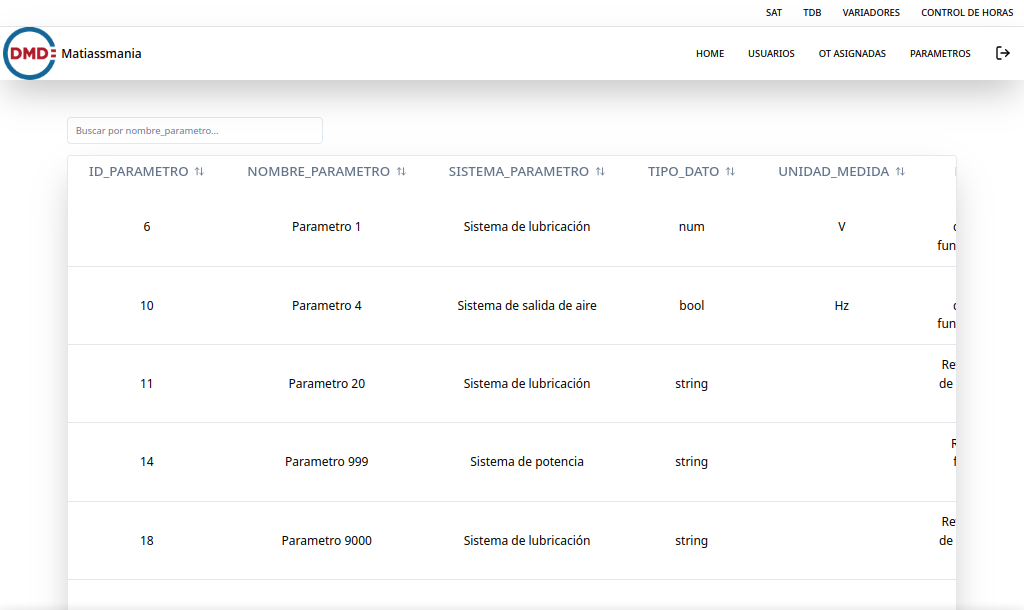 SAT TDB VARIADORES CONTROL DE HORAS
DMD Matiassmania HOME USUARIOS OT ASIGNADAS PARAMETROS
Buscar por nombre_parametro...
ID_PARAMETRO NOMBRE_PARAMETRO SISTEMA_PARAMETRO TIPO_DATO UNIDAD_MEDIDA
6 Parametro 1 Sistema de lubricación num V
fun
10 Parametro 4 Sistema de salida de aire bool Hz
fun
Re
11 Parametro 20 Sistema de lubricación string de
14 Parametro 999 Sistema de potencia string
Re
18 Parametro 9000 Sistema de lubricación string de